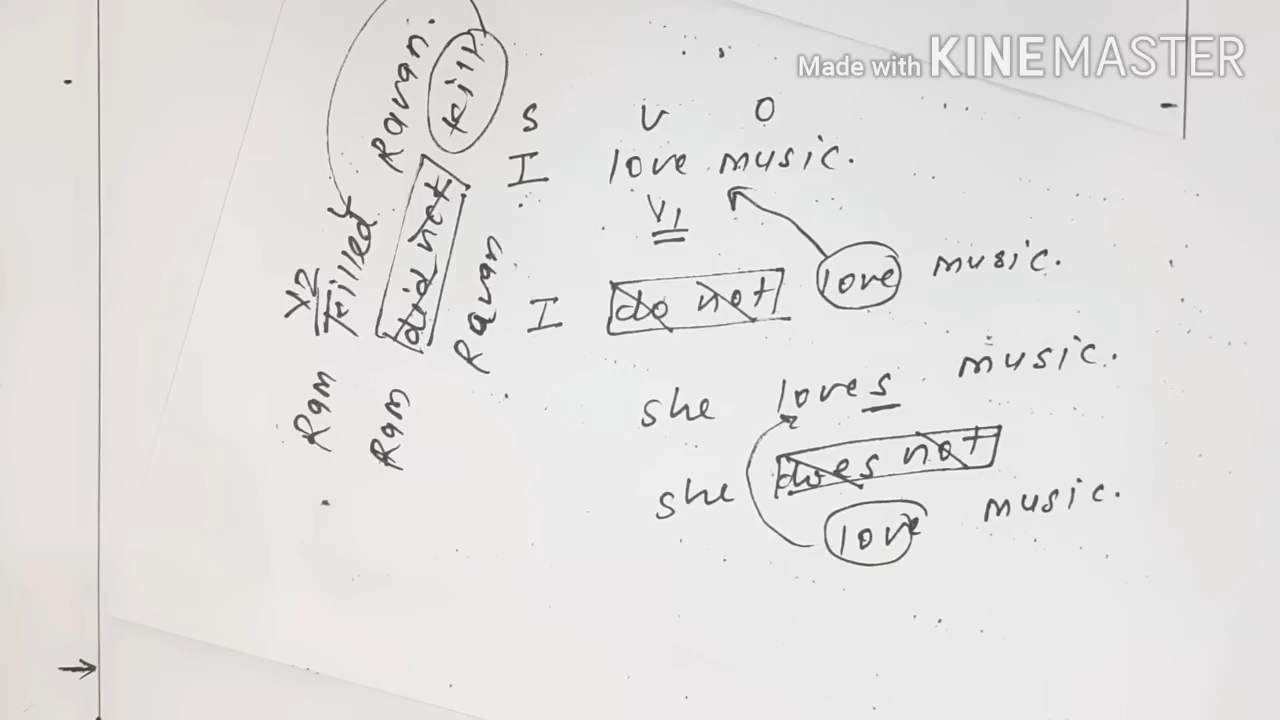 Made with KINEMASTER
S V O
I love music.
V1
I do not love music.
she loves music.
she does not
love music.
V2
Ram killed Ravan.
Ram did not kill
Ravan